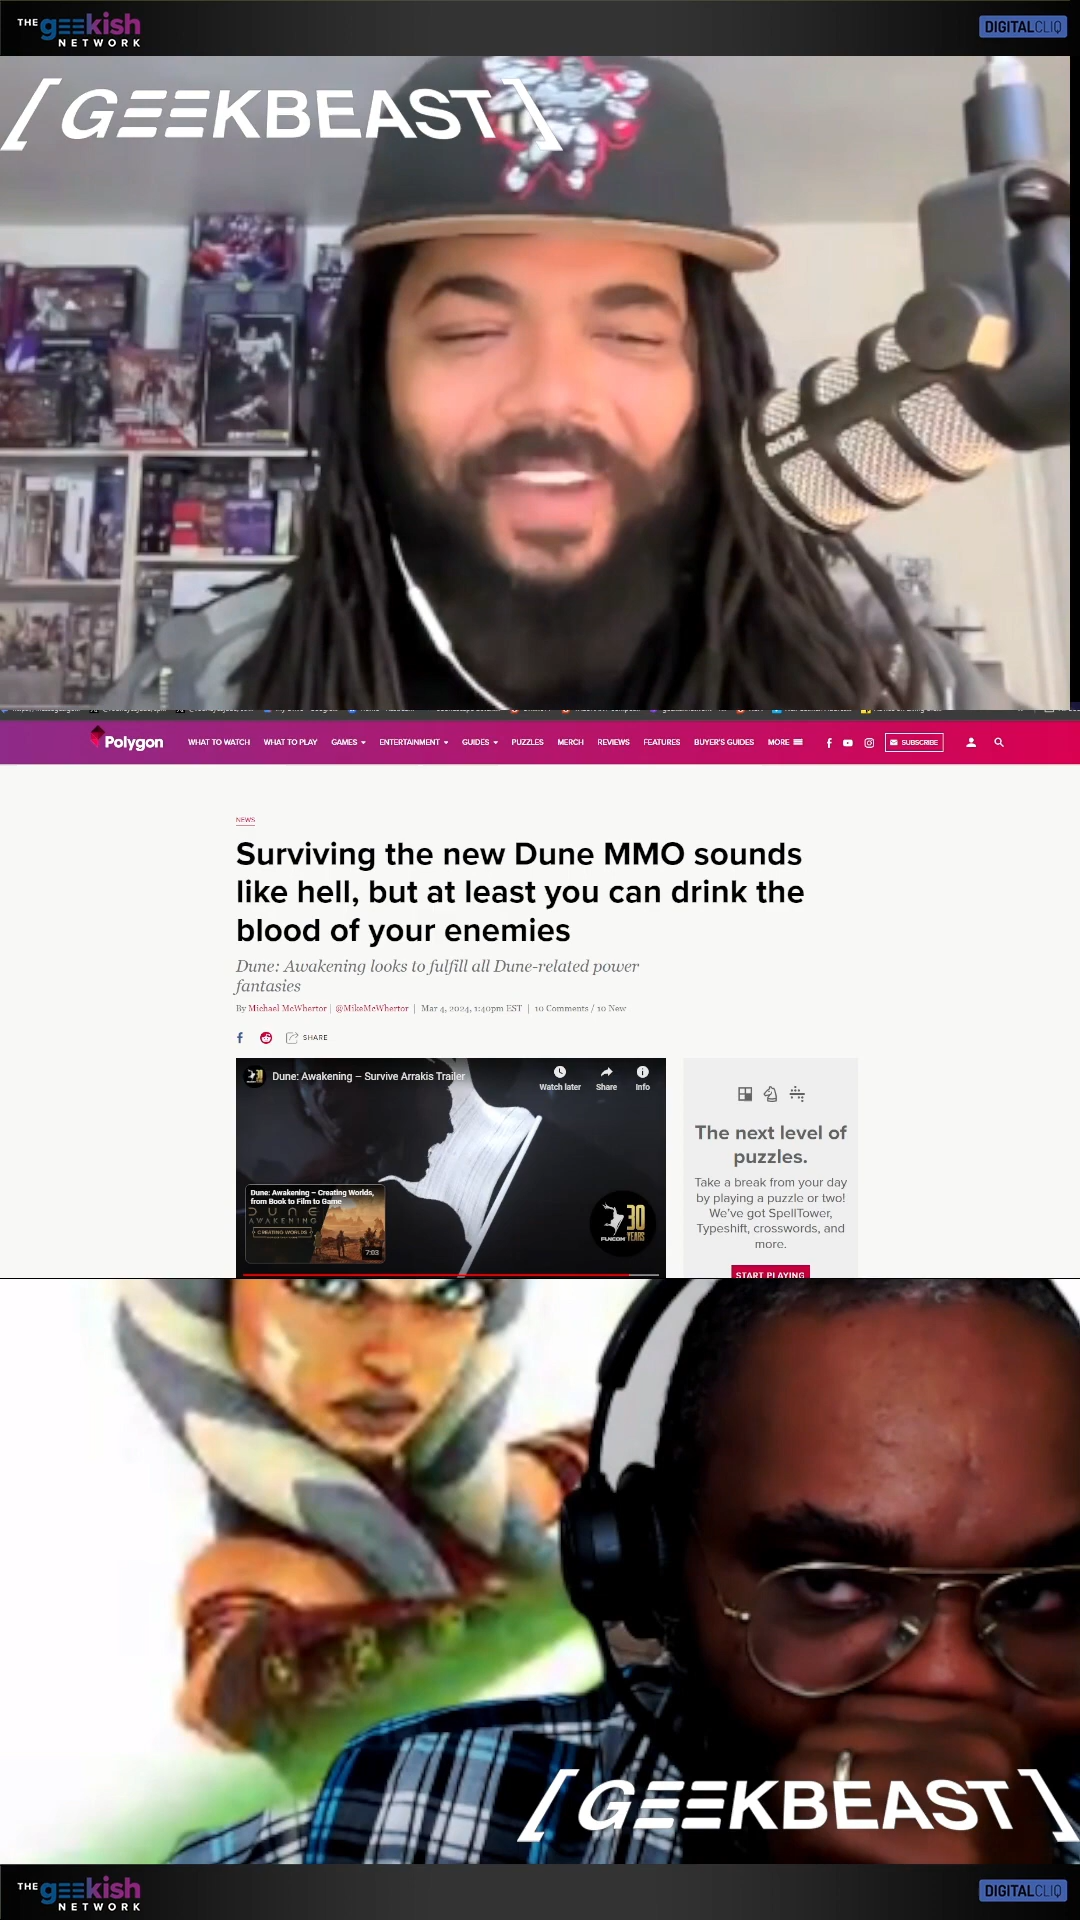 THE geekish
NETWORK
DIGITALCLIQ
[GEEKBEAST]
RODE
Polygon
WHAT TO WATCH WHAT TO PLAY GAMES ENTERTAINMENT GUIDES PUZZLES MERCH REVIEWS FEATURES BUYER'S GUIDES MORE SUBSCRIBE
NEWS
Surviving the new Dune MMO sounds
like hell, but at least you can drink the
blood of your enemies
Dune: Awakening looks to fulfill all Dune-related power
fantasies
By Michael McWhertor | @MikeMcWhertor | Mar 4, 2024, 1:40pm EST | 10 Comments / 10 New
SHARE
Dune: Awakening – Survive Arrakis Trailer
Watch later Share Info
Dune: Awakening – Creating Worlds,
from Book to Film to Game
DUNE
AWAKENING
CREATING WORLDS
7:03
30
FUNCOM YEARS
The next level of
puzzles.
Take a break from your day
by playing a puzzle or two!
We've got SpellTower,
Typeshift, crosswords, and
more.
START PLAYING
[GEEKBEAST]
THE geekish
NETWORK
DIGITALCLIQ